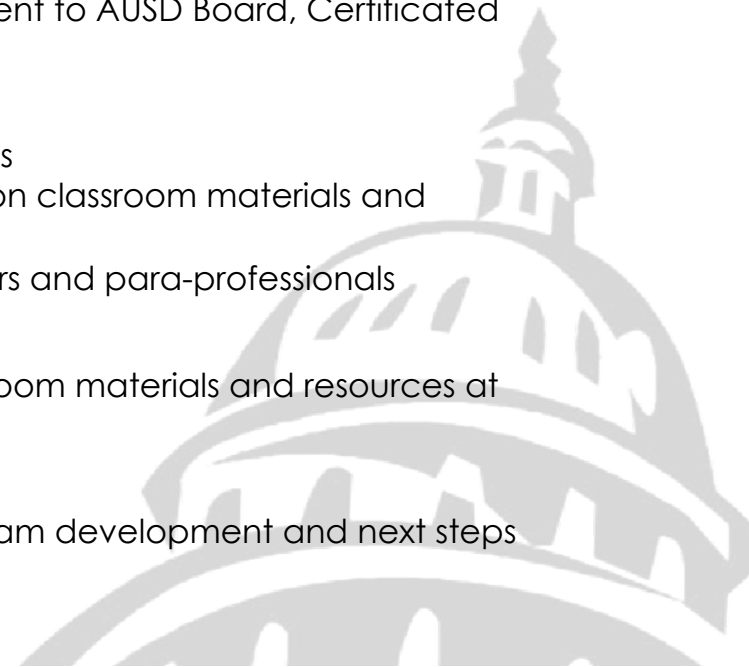 ent to AUSD Board, Certificated
s
on classroom materials and
rs and para-professionals
oom materials and resources at
am development and next steps